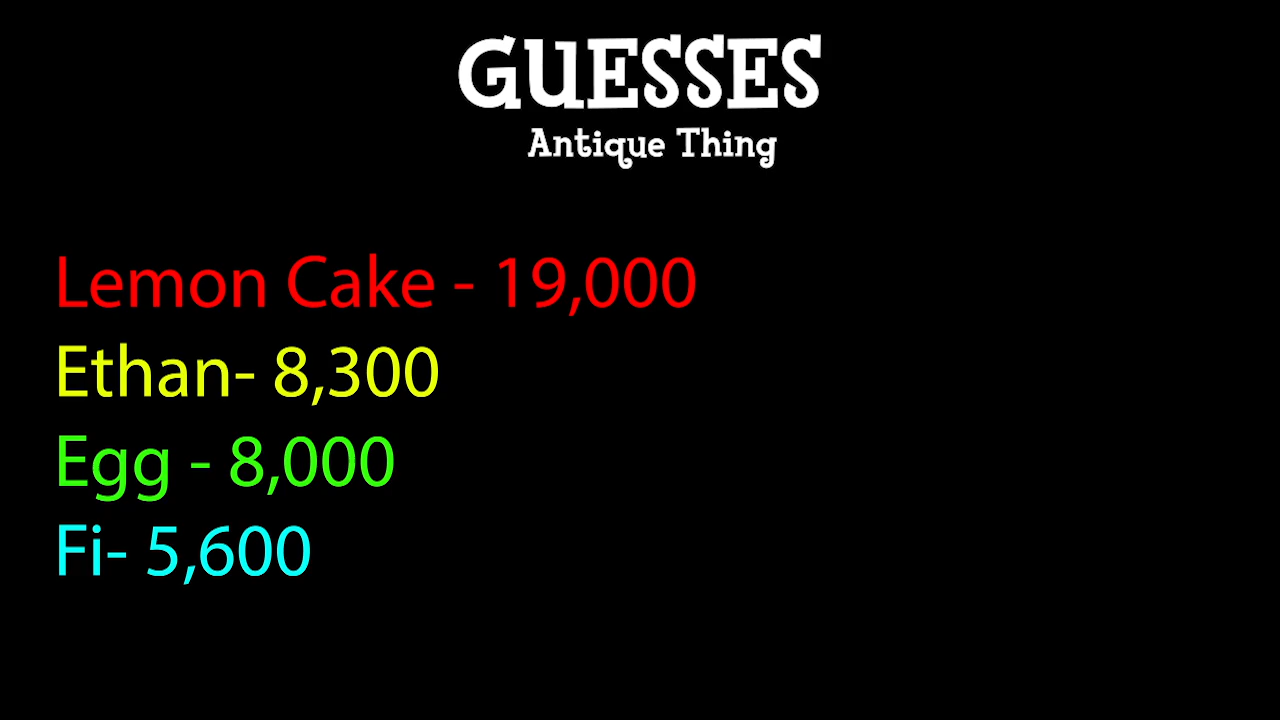 GUESSES
Antique Thing
Lemon Cake - 19,000
Ethan- 8,300
Egg - 8,000
Fi- 5,600